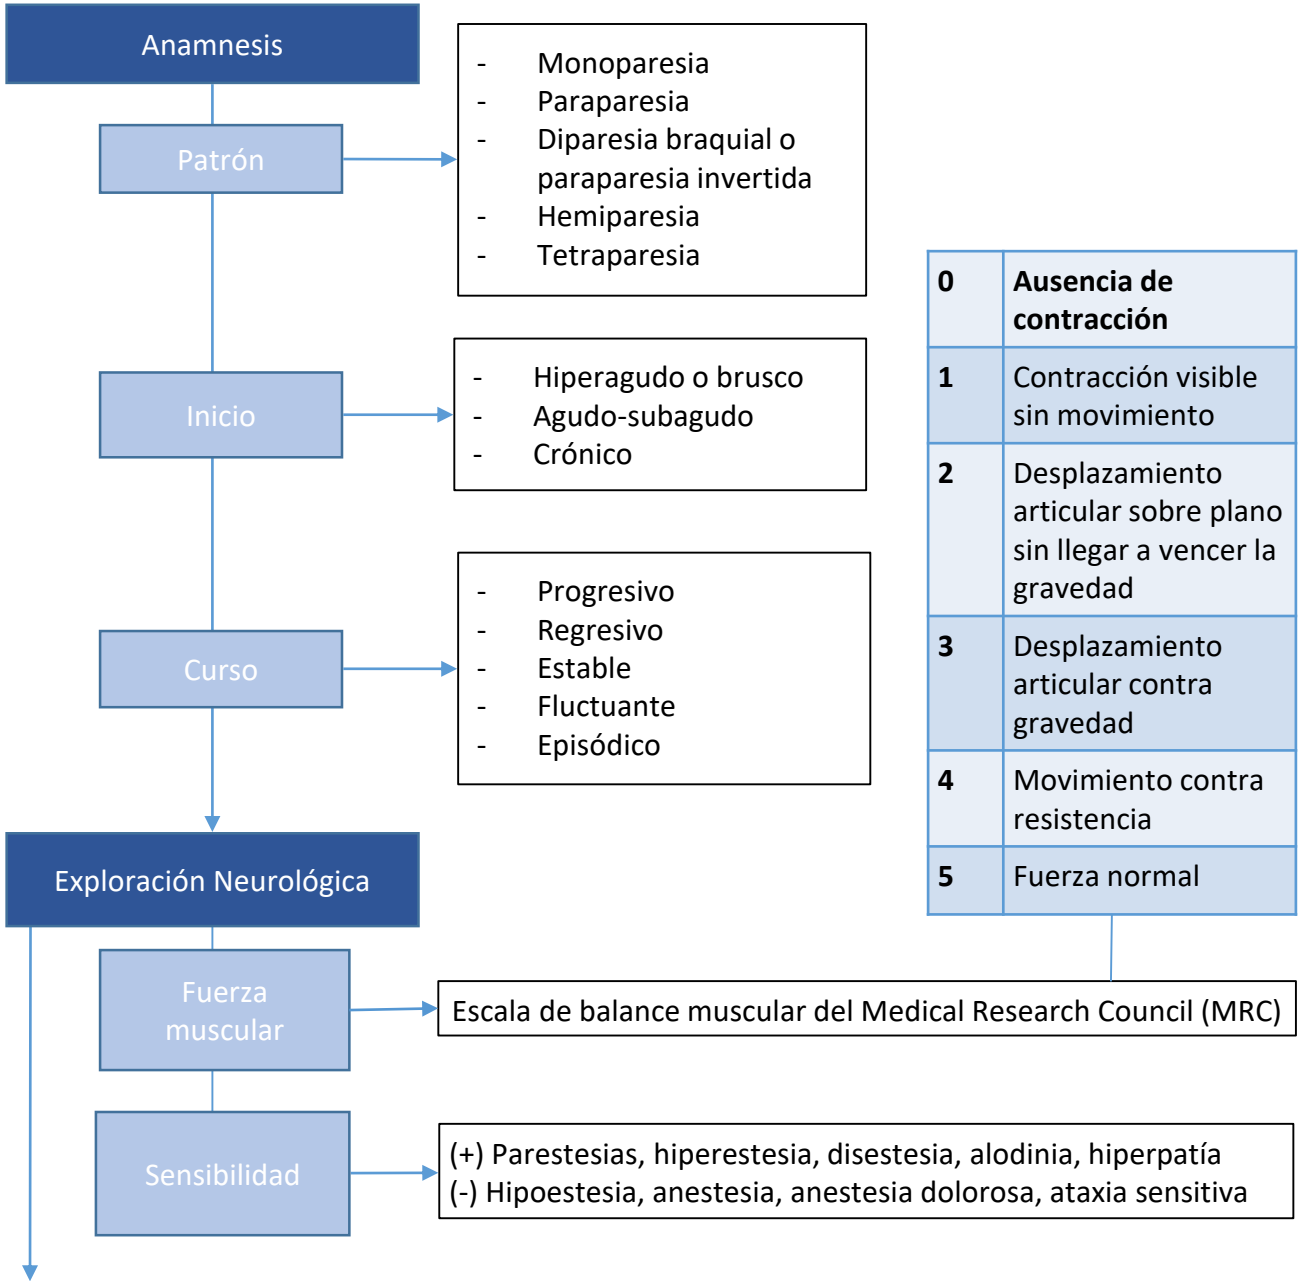 Anamnesis
Patrón
- Monoparesia
- Paraparesia
- Diparesia braquial o
paraparesia invertida
- Hemiparesia
- Tetraparesia
Inicio
- Hiperagudo o brusco
- Agudo-subagudo
- Crónico
Curso
- Progresivo
- Regresivo
- Estable
- Fluctuante
- Episódico
0 Ausencia de
contracción
1 Contracción visible
sin movimiento
2 Desplazamiento
articular sobre plano
sin llegar a vencer la
gravedad
3 Desplazamiento
articular contra
gravedad
4 Movimiento contra
resistencia
5 Fuerza normal
Exploración Neurológica
Fuerza
muscular
Escala de balance muscular del Medical Research Council (MRC)
Sensibilidad
(+) Parestesias, hiperestesia, disestesia, alodinia, hiperpatía
(-) Hipoestesia, anestesia, anestesia dolorosa, ataxia sensitiva